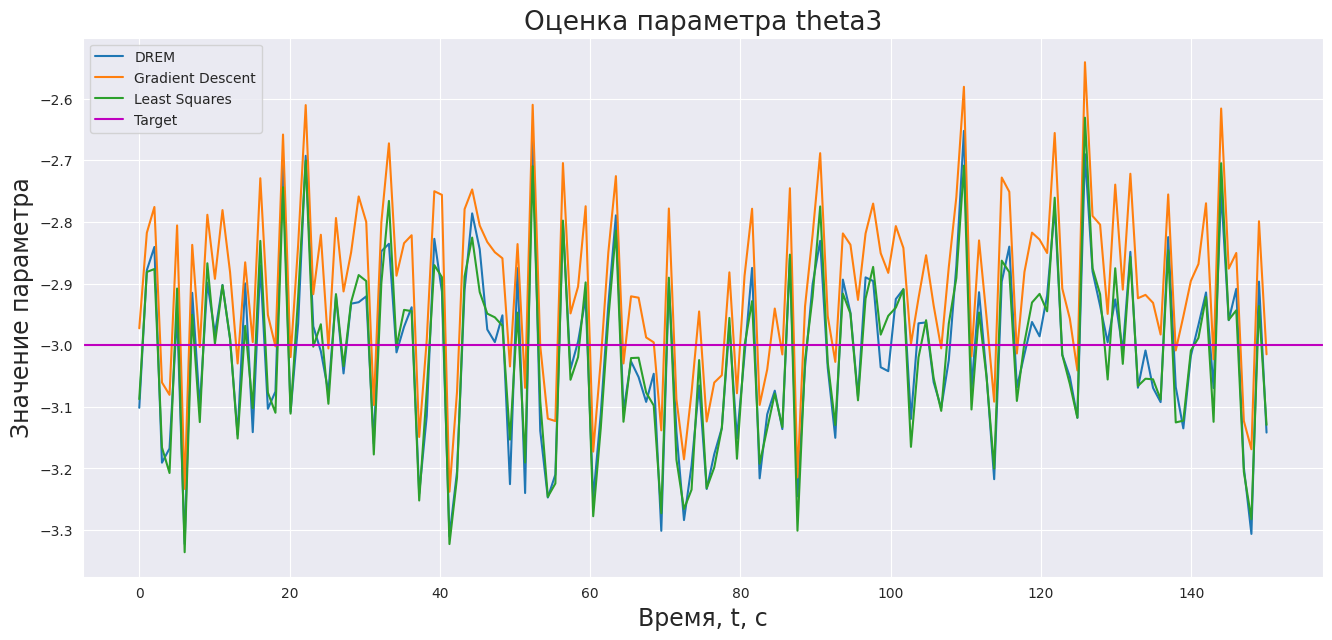 Оценка параметра theta3
DREM
Gradient Descent
Least Squares
Target
Значение параметра
−2.6
−2.7
−2.8
−2.9
−3.0
−3.1
−3.2
−3.3
0 20 40 60 80 100 120 140
Время, t, с